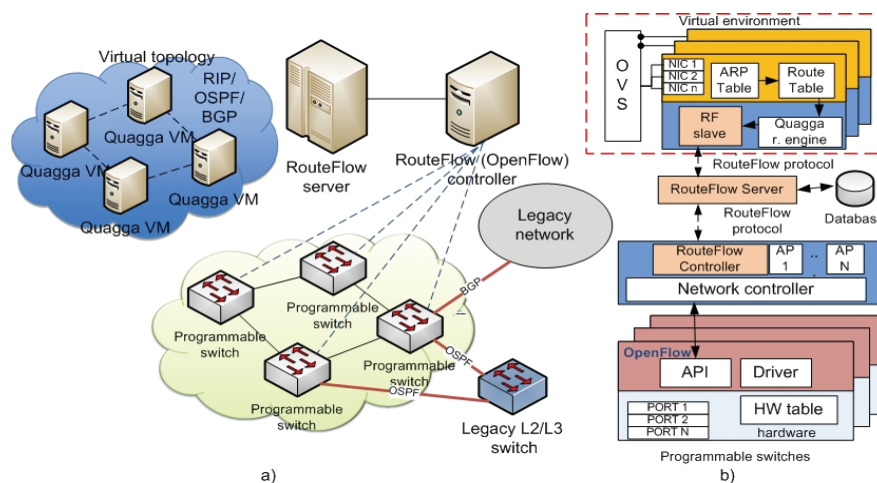 Virtual topology
RIP/
OSPF/
BGP
Quagga VM
Quagga VM
Quagga VM
Quagga VM
RouteFlow
server
RouteFlow (OpenFlow)
controller
Legacy
network
BGP
Programmable
switch
Programmable
switch
Programmable
switch
Programmable
switch
OSPF
OSPF
Legacy L2/L3
switch
a)
Virtual environment
OVS
NIC 1
NIC 2
NIC n
ARP
Table
Route
Table
RF
slave
Quagga
r. engine
RouteFlow protocol
RouteFlow Server
RouteFlow
protocol
Databas
RouteFlow
Controller
AP
1
..
AP
N
Network controller
OpenFlow
API
Driver
PORT 1
PORT 2
PORT N
HW table
hardware
Programmable switches
b)